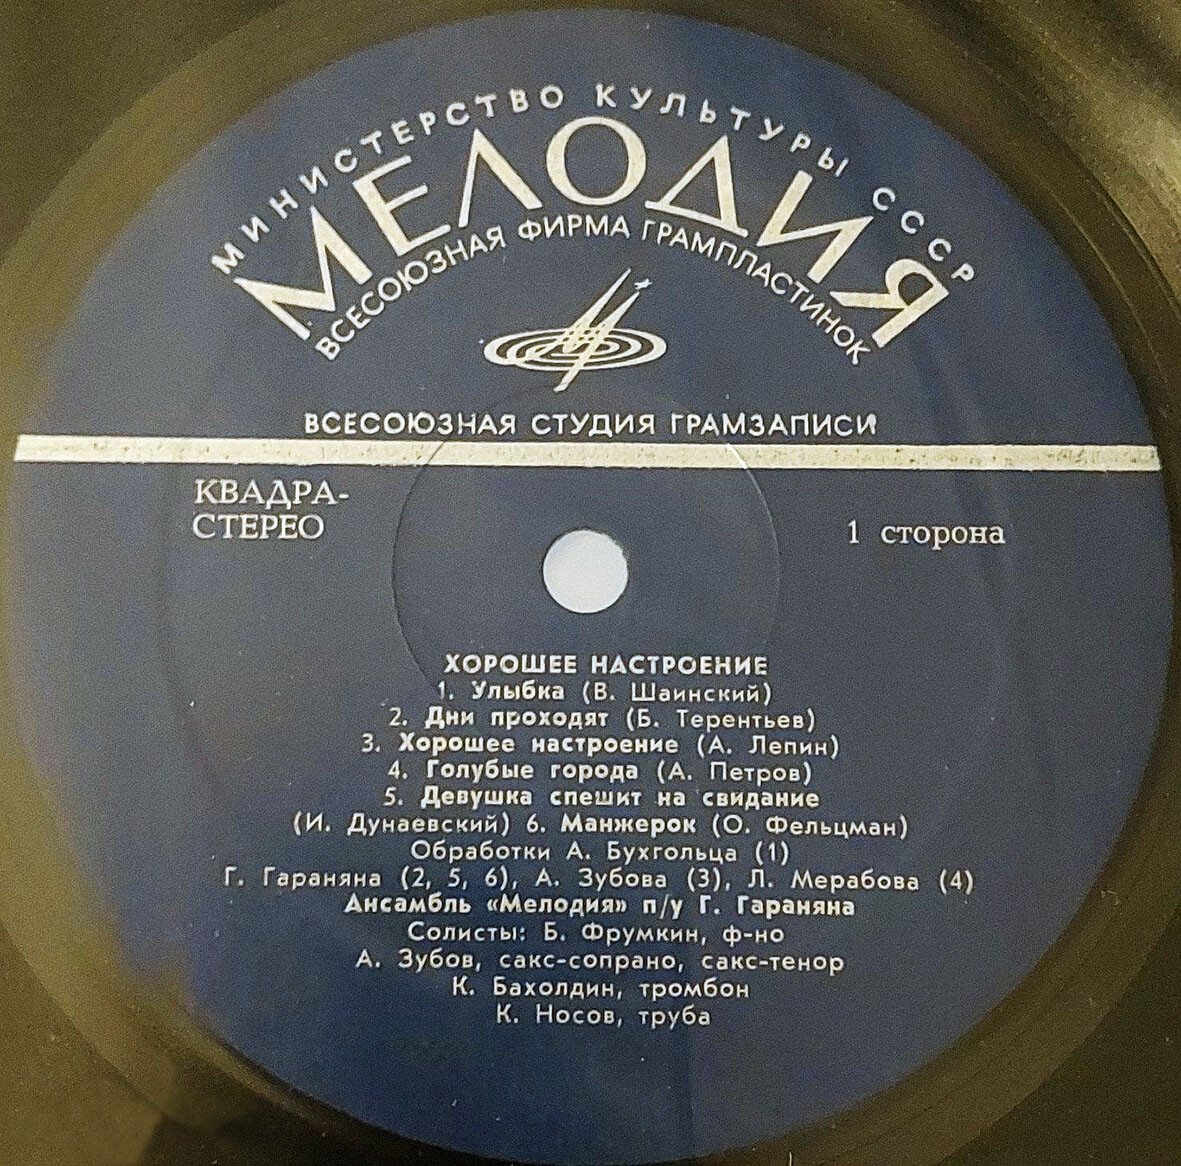 МИНИСТЕРСТВО КУЛЬТУРЫ СССР
МЕЛОДИЯ
ВСЕСОЮЗНАЯ ФИРМА ГРАМПЛАСТИНОК
ВСЕСОЮЗНАЯ СТУДИЯ ГРАМЗАПИСИ
КВАДРА-
СТЕРЕО
1 сторона
ХОРОШЕЕ НАСТРОЕНИЕ
1. Улыбка (В. Шаинский)
2. Дни проходят (Б. Терентьев)
3. Хорошее настроение (А. Лепин)
4. Голубые города (А. Петров)
5. Девушка спешит на свидание
(И. Дунаевский) 6. Манжерок (О. Фельцман)
Обработки А. Бухгольца (1)
Г. Гараняна (2, 5, 6), А. Зубова (3), Л. Мерабова (4)
Ансамбль «Мелодия» п/у Г. Гараняна
Солисты: Б. Фрумкин, ф-но
А. Зубов, сакс-сопрано, сакс-тенор
К. Бахолдин, тромбон
К. Носов, труба